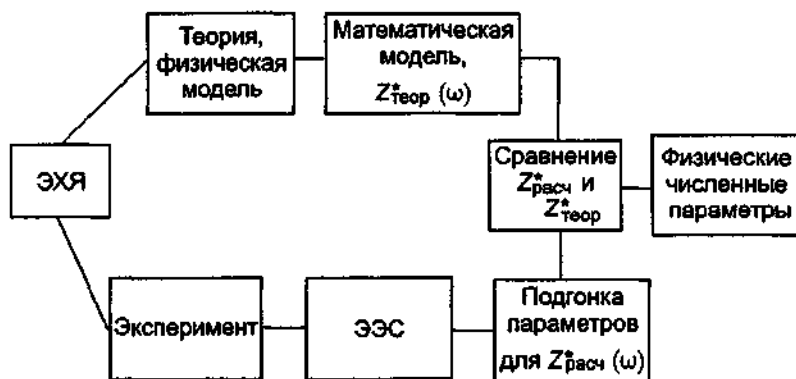 Теория,
физическая
модель
Математическая
модель,
Z*теор (ω)
ЭХЯ
Сравнение
Z*расч и
Z*теор
Физические
численные
параметры
Эксперимент
ЭЭС
Подгонка
параметров
для Z*расч (ω)